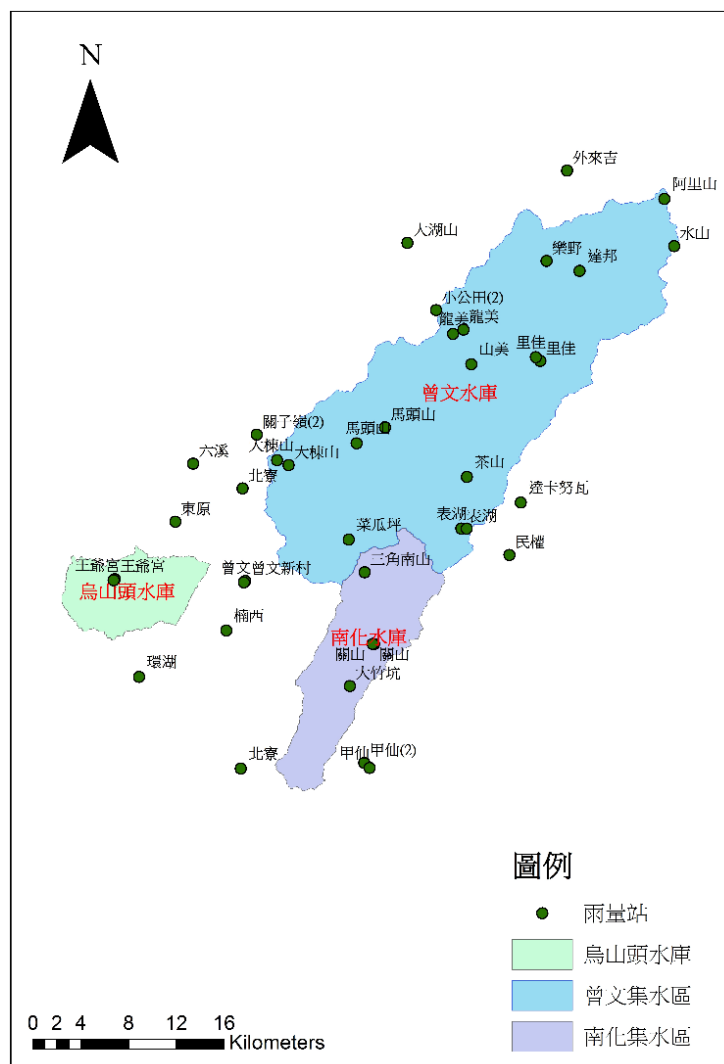 N
外來吉
阿里山
大湖山
水山
樂野
達邦
小公田(2)
龍美
龍美
里佳
里佳
山美
曾文水庫
馬頭山
馬頭山
關子嶺(2)
大棟山
大棟山
六溪
北寮
茶山
達卡努瓦
東原
菜瓜坪
表湖
表湖
民權
三角南山
王爺宮
王爺宮
曾文
曾文新村
烏山頭水庫
楠西
南化水庫
關山
關山
環湖
大竹坑
北寮
甲仙
甲仙(2)
圖例
雨量站
烏山頭水庫
曾文集水區
南化集水區
0 2 4 8 12 16
Kilometers